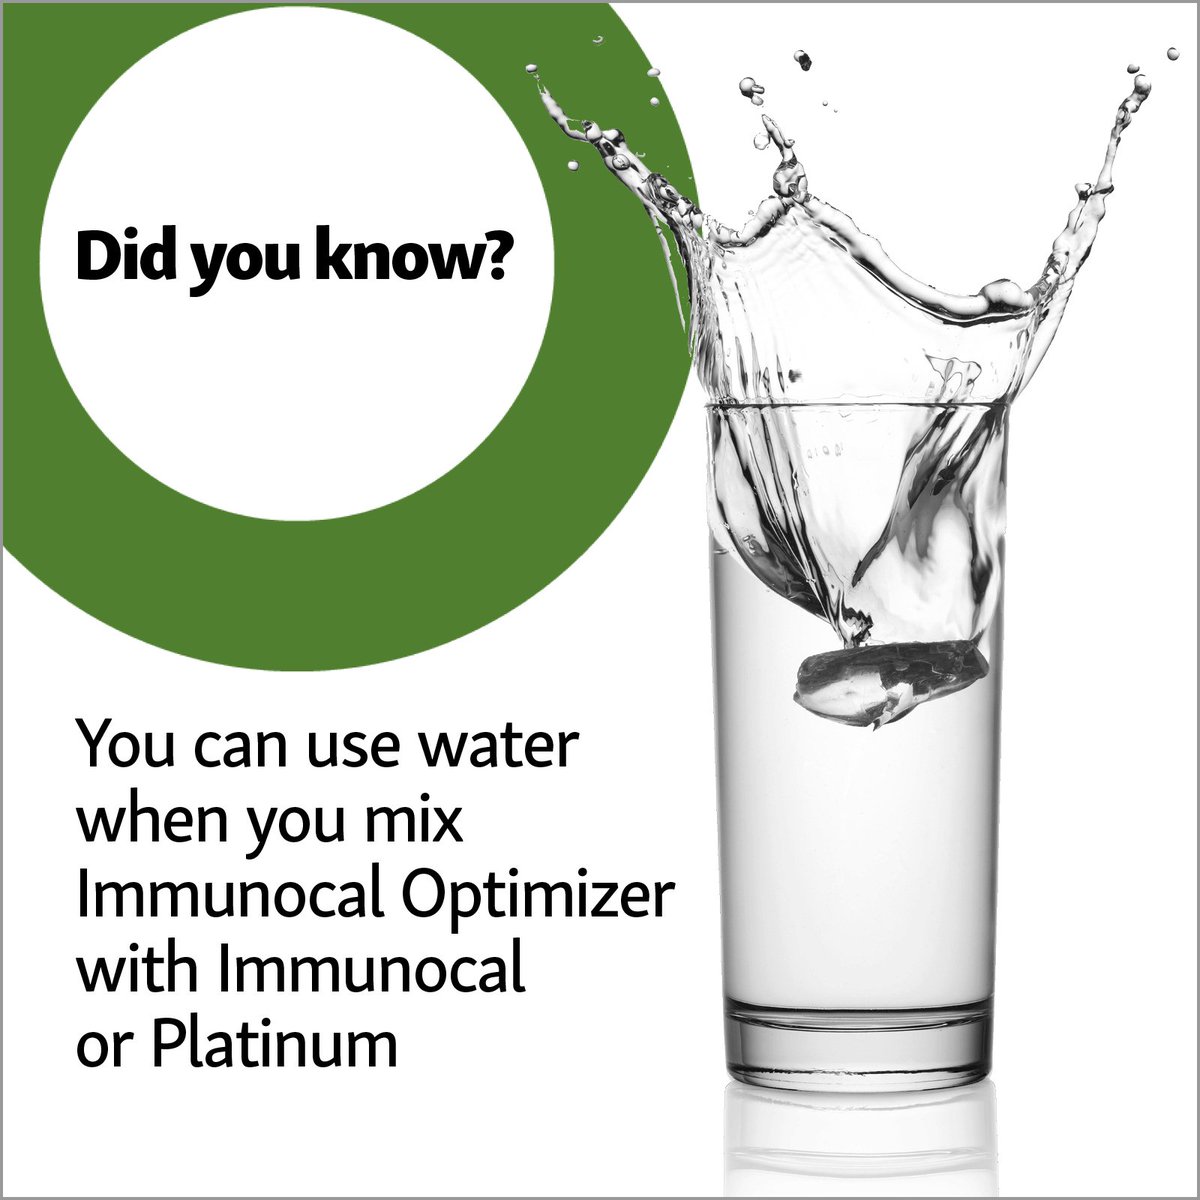 Did you know?
You can use water
when you mix
Immunocal Optimizer
with Immunocal
or Platinum